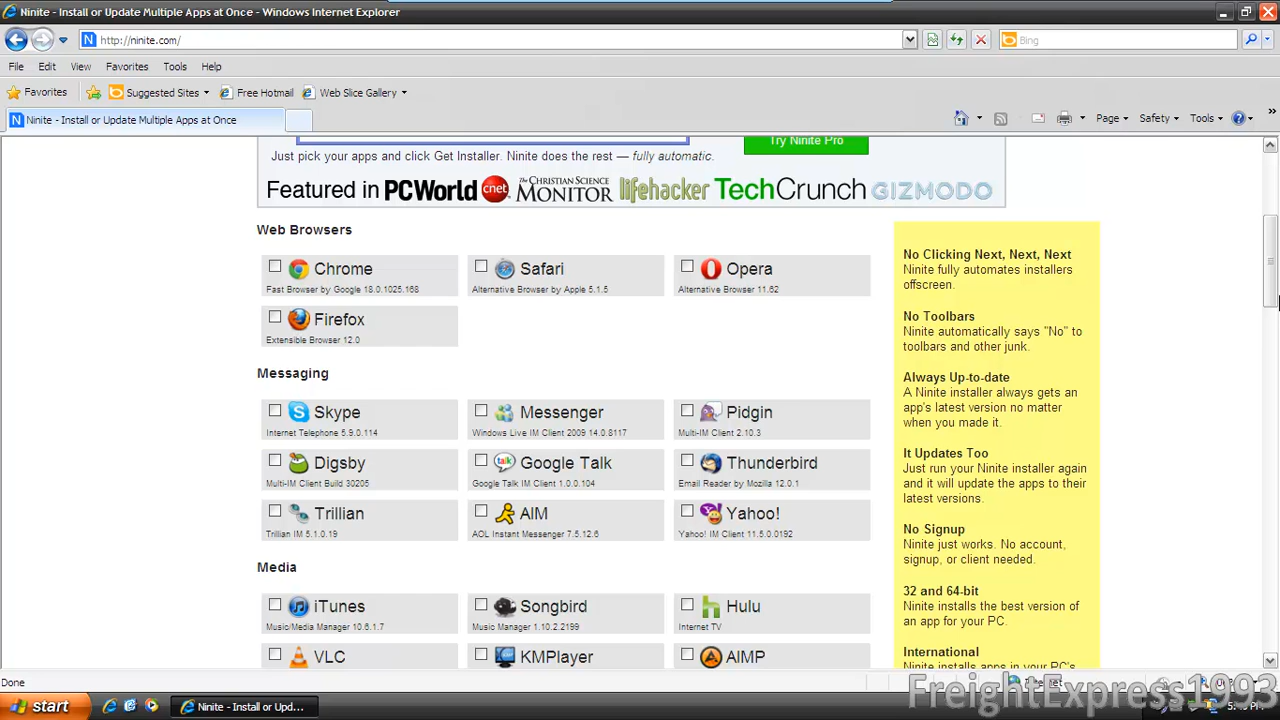 Ninite - Install or Update Multiple Apps at Once - Windows Internet Explorer
http://ninite.com/
Bing
File Edit View Favorites Tools Help
Favorites Suggested Sites Free Hotmail Web Slice Gallery
Ninite - Install or Update Multiple Apps at Once
Page Safety Tools
Try Ninite Pro
Just pick your apps and click Get Installer. Ninite does the rest — fully automatic.
Featured in PCWorld cnet THE CHRISTIAN SCIENCE MONITOR lifehacker TechCrunch GIZMODO
Web Browsers
Chrome Safari Opera
Fast Browser by Google 18.0.1025.168 Alternative Browser by Apple 5.1.5 Alternative Browser 11.62
Firefox
Extensible Browser 12.0
Messaging
Skype Messenger Pidgin
Internet Telephone 5.9.0.114 Windows Live IM Client 2009 14.0.8117 Multi-IM Client 2.10.3
Digsby Google Talk Thunderbird
Multi-IM Client Build 30205 Google Talk IM Client 1.0.0.104 Email Reader by Mozilla 12.0.1
Trillian AIM Yahoo!
Trillian IM 5.1.0.19 AOL Instant Messenger 7.5.12.6 Yahoo! IM Client 11.5.0.0192
Media
iTunes Songbird Hulu
Music/Media Manager 10.6.1.7 Music Manager 1.10.2.2199 Internet TV
VLC KMPlayer AIMP
No Clicking Next, Next, Next
Ninite fully automates installers
offscreen.
No Toolbars
Ninite automatically says "No" to
toolbars and other junk.
Always Up-to-date
A Ninite installer always gets an
app's latest version no matter
when you made it.
It Updates Too
Just run your Ninite installer again
and it will update the apps to their
latest versions.
No Signup
Ninite just works. No account,
signup, or client needed.
32 and 64-bit
Ninite installs the best version of
an app for your PC.
International
Ninite installs apps in your PC's
Done
start Ninite - Install or Upd...
FreightExpress1993